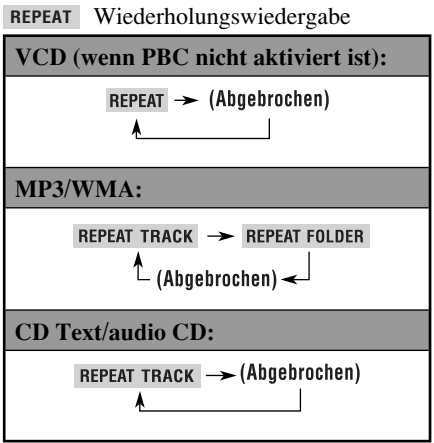 REPEAT Wiederholungswiedergabe
VCD (wenn PBC nicht aktiviert ist):
REPEAT → (Abgebrochen)
MP3/WMA:
REPEAT TRACK → REPEAT FOLDER
(Abgebrochen)
CD Text/audio CD:
REPEAT TRACK → (Abgebrochen)